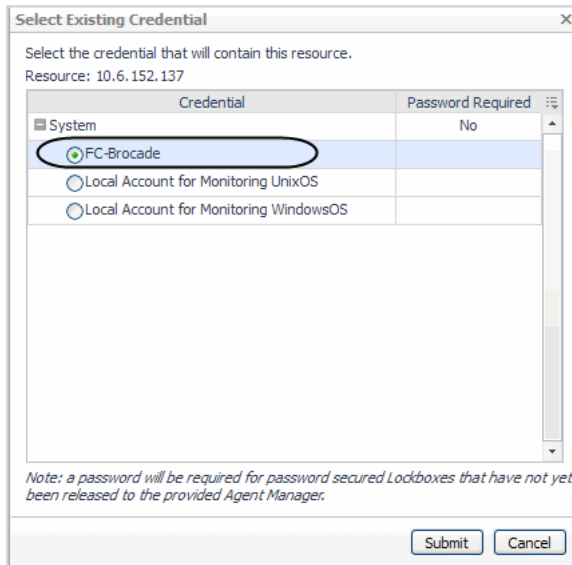 Select Existing Credential
Select the credential that will contain this resource.
Resource: 10.6.152.137
Credential Password Required
System No
FC-Brocade
Local Account for Monitoring UnixOS
Local Account for Monitoring WindowsOS
Note: a password will be required for password secured Lockboxes that have not yet
been released to the provided Agent Manager.
Submit Cancel